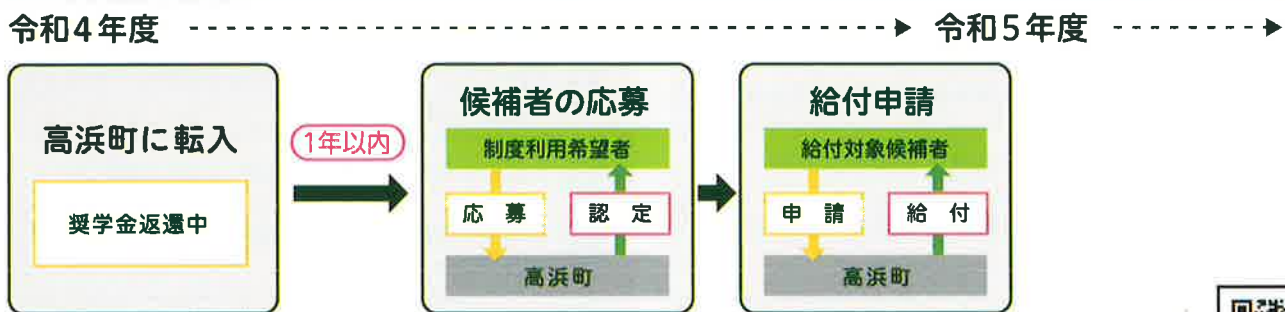 令和4年度
令和5年度
高浜町に転入
奨学金返還中
1年以内
候補者の応募
制度利用希望者
応 募
認 定
高浜町
給付申請
給付対象候補者
申 請
給 付
高浜町